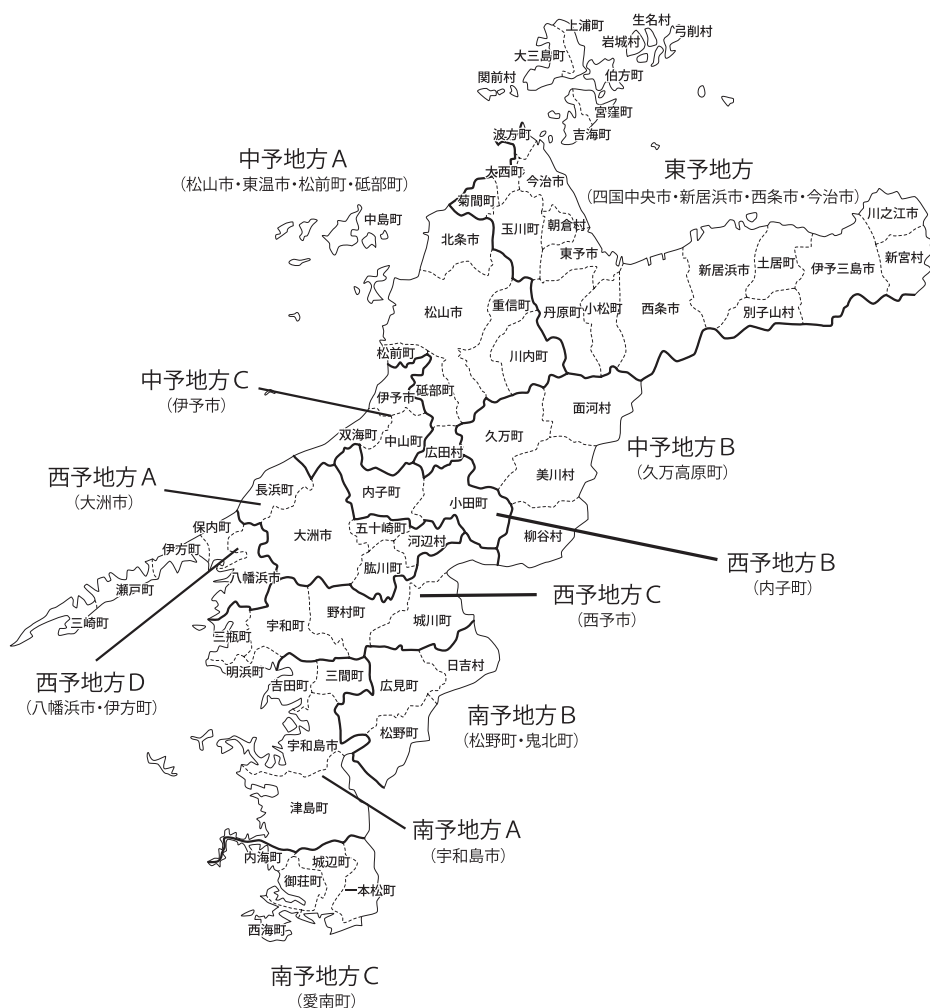 上浦町
生名村
岩城村
弓削村
大三島町
関前村
伯方町
宮窪町
吉海町
波方町
中予地方A
(松山市・東温市・松前町・砥部町)
大西町
今治市
東予地方
(四国中央市・新居浜市・西条市・今治市)
菊間町
中島町
玉川町
朝倉村
川之江市
北条市
東予市
新宮村
新居浜市
土居町
伊予三島市
松山市
重信町
丹原町
小松町
西条市
別子山村
松前町
川内町
中予地方C
(伊予市)
伊予市
砥部町
面河村
双海町
中山町
広田村
久万町
中予地方B
(久万高原町)
美川村
西予地方A
(大洲市)
長浜町
内子町
小田町
保内町
大洲市
五十崎町
河辺村
柳谷村
伊方町
肱川町
西予地方B
(内子町)
瀬戸町
八幡浜市
西予地方C
(西予市)
三崎町
野村町
宇和町
城川町
三瓶町
西予地方D
(八幡浜市・伊方町)
明浜町
吉田町
三間町
広見町
日吉村
南予地方B
(松野町・鬼北町)
松野町
宇和島市
津島町
南予地方A
(宇和島市)
内海町
城辺町
御荘町
一本松町
西海町
南予地方C
(愛南町)